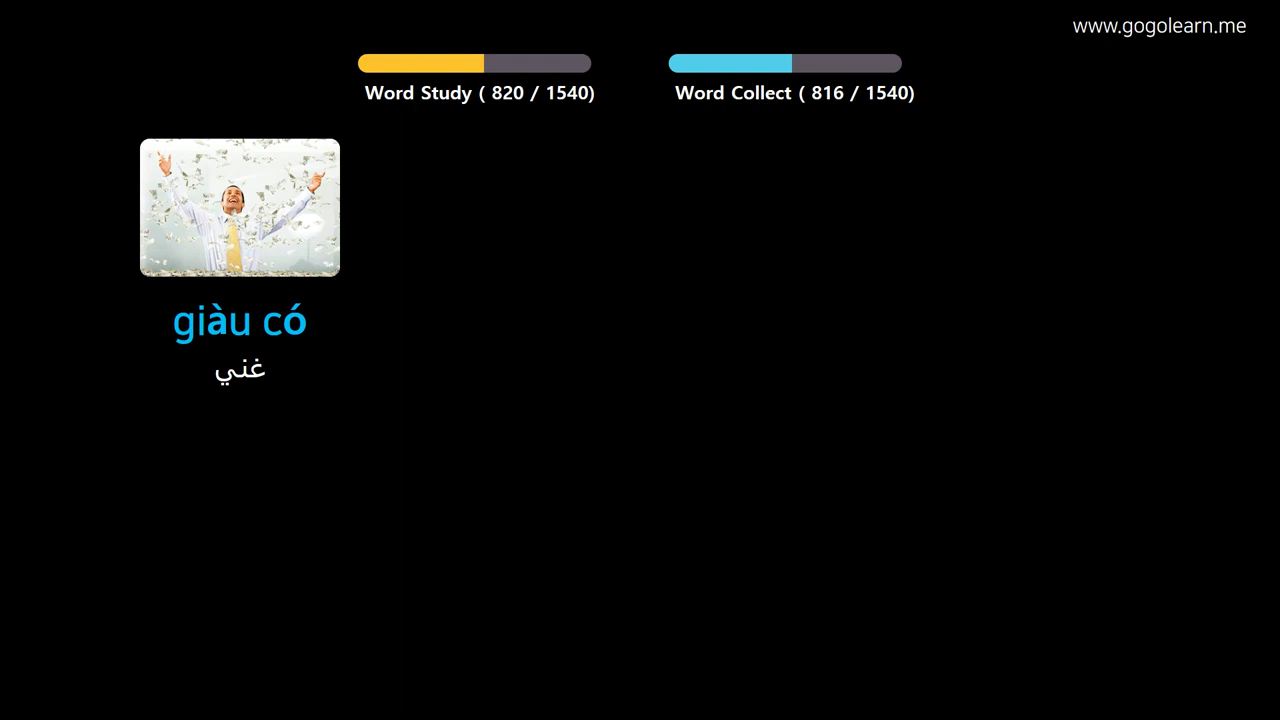 www.gogolearn.me
Word Study ( 820 / 1540)
Word Collect ( 816 / 1540)
giàu có
غني